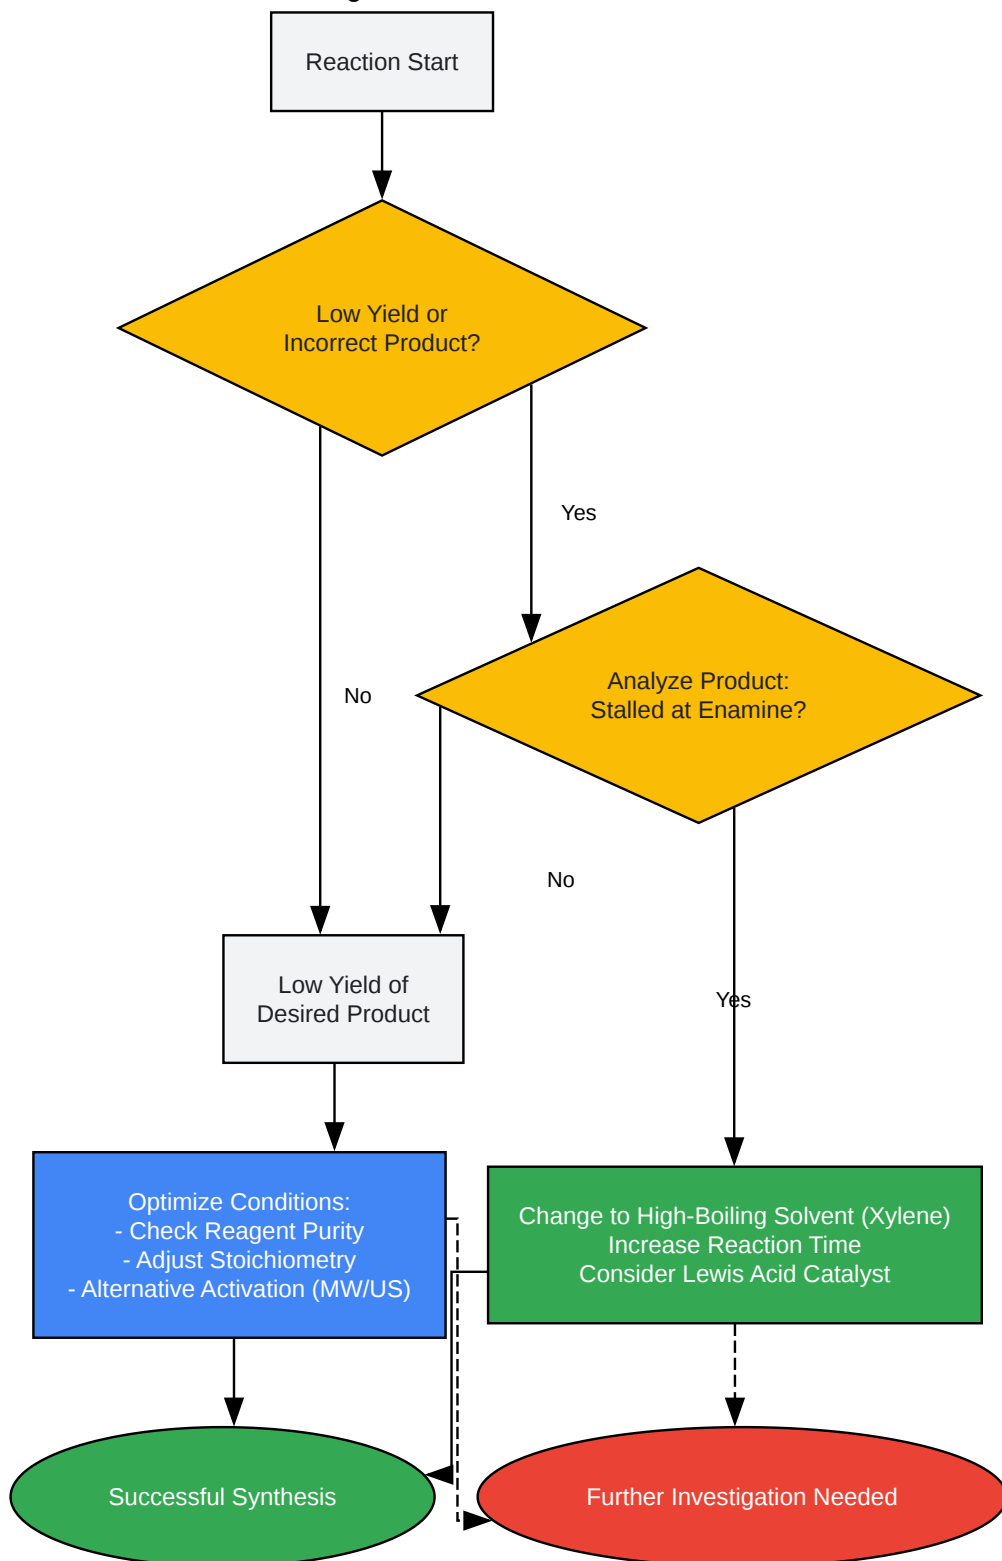 Reaction Start
Low Yield or
Incorrect Product?
Yes
Analyze Product:
Stalled at Enamine?
No
No
Low Yield of
Desired Product
Yes
Optimize Conditions:
- Check Reagent Purity
- Adjust Stoichiometry
- Alternative Activation (MW/US)
Change to High-Boiling Solvent (Xylene)
Increase Reaction Time
Consider Lewis Acid Catalyst
Successful Synthesis
Further Investigation Needed